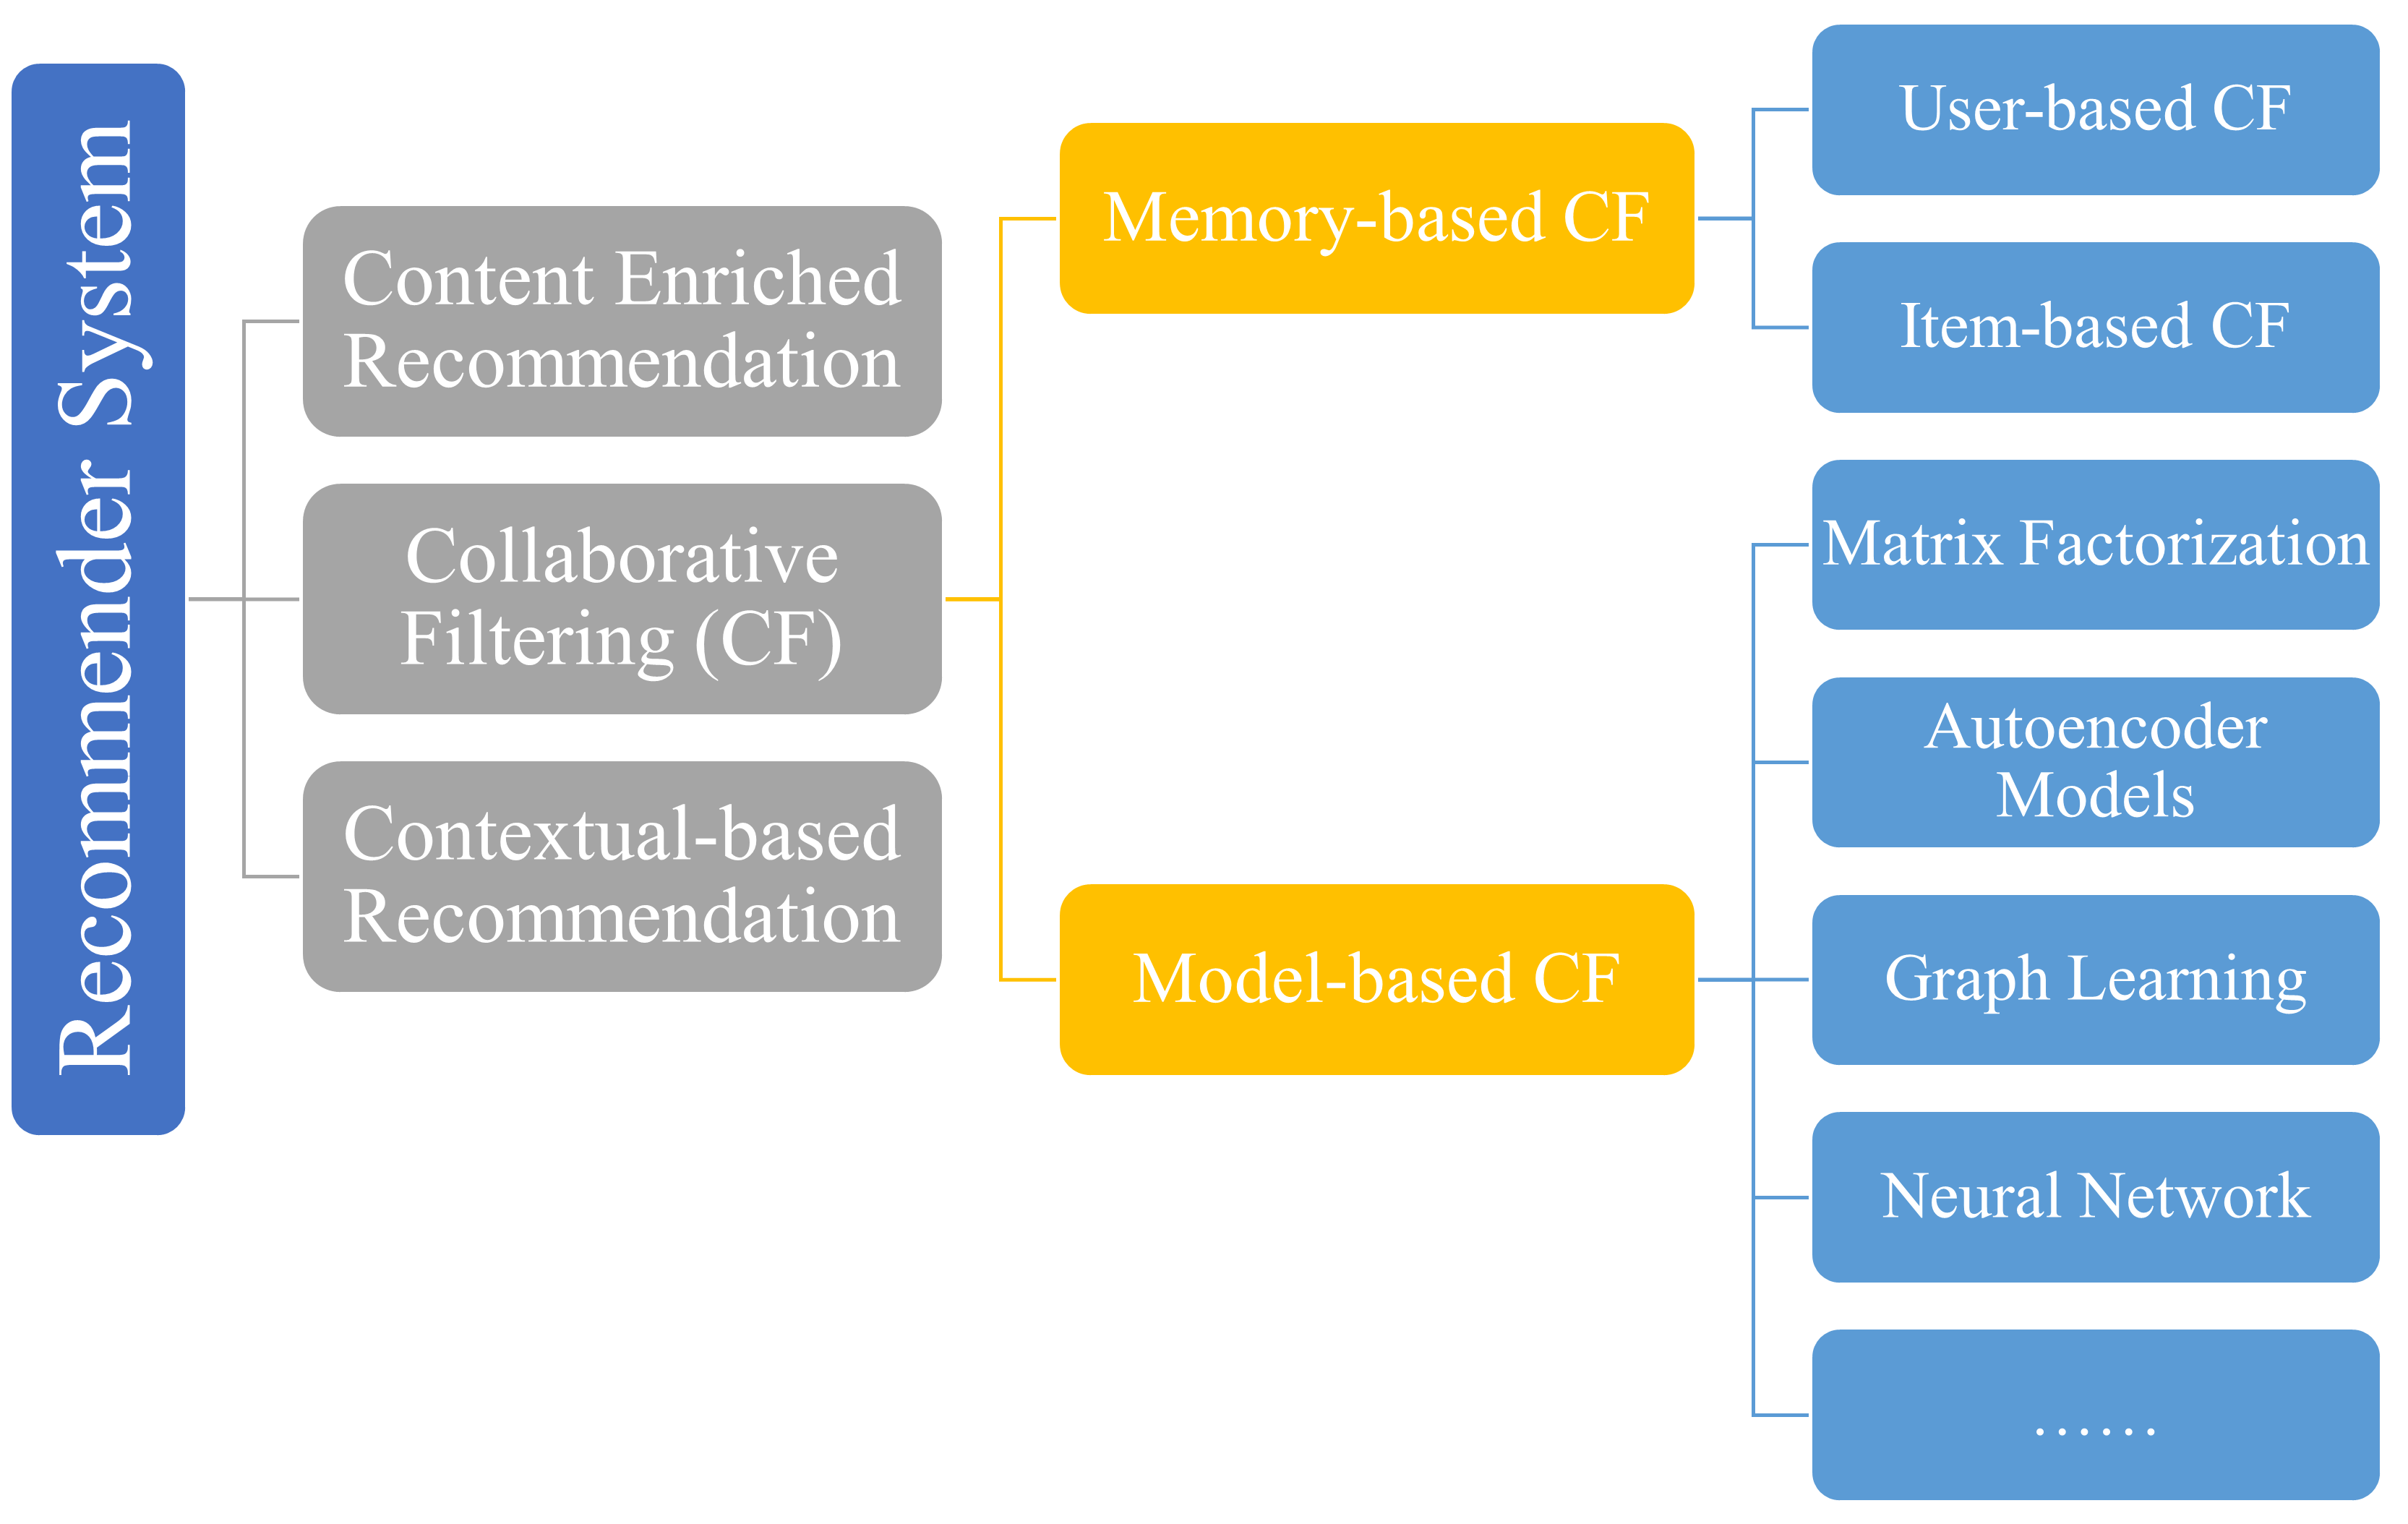 Recommender System
Content Enriched
Recommendation
Collaborative
Filtering (CF)
Contextual-based
Recommendation
Memory-based CF
Model-based CF
User-based CF
Item-based CF
Matrix Factorization
Autoencoder
Models
Graph Learning
Neural Network
······